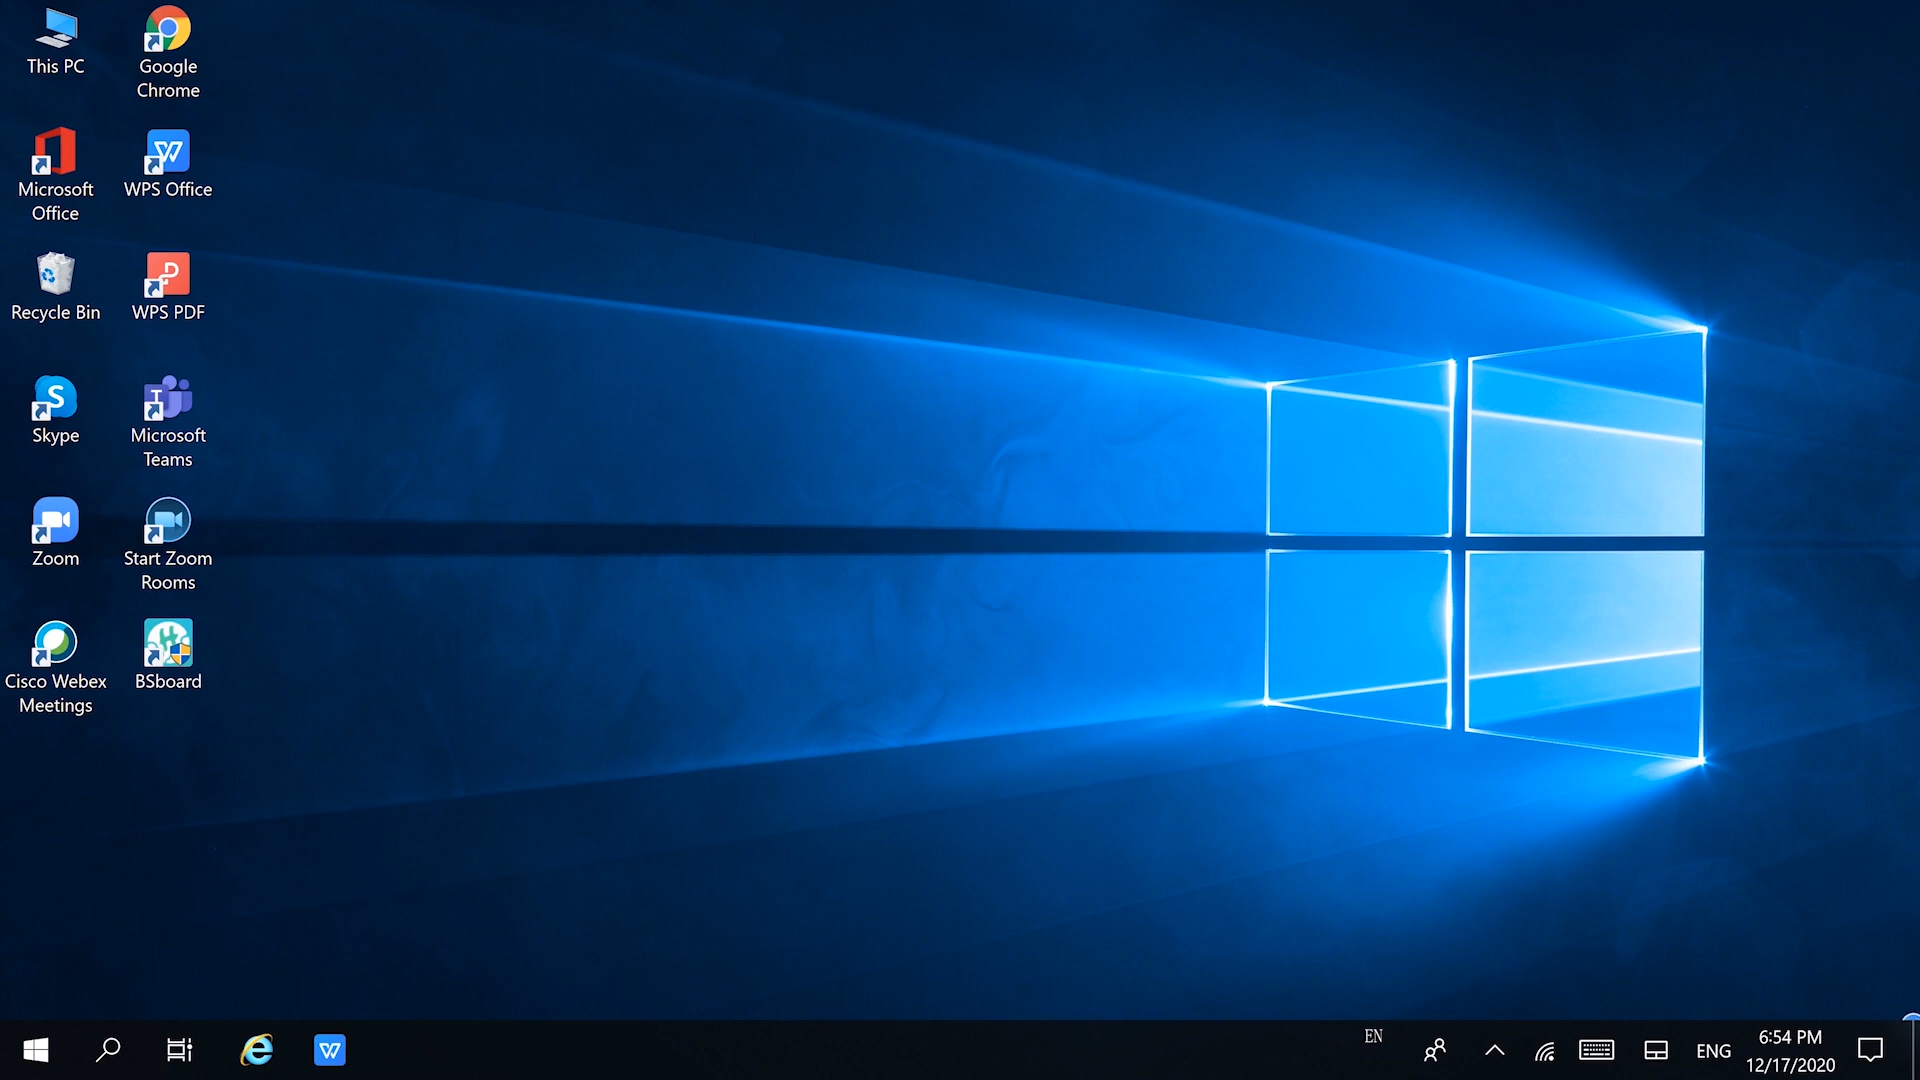 This PC
Google
Chrome
Microsoft
Office
WPS Office
Recycle Bin
WPS PDF
Skype
Microsoft
Teams
Zoom
Start Zoom
Rooms
Cisco Webex
Meetings
BSboard
EN
ENG
6:54 PM
12/17/2020